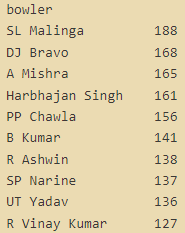 bowler
SL Malinga 188
DJ Bravo 168
A Mishra 165
Harbhajan Singh 161
PP Chawla 156
B Kumar 141
R Ashwin 138
SP Narine 137
UT Yadav 136
R Vinay Kumar 127